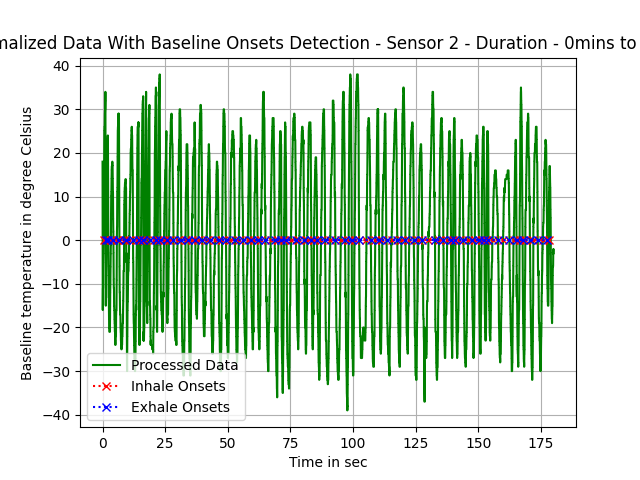 malized Data With Baseline Onsets Detection - Sensor 2 - Duration - 0mins to
Baseline temperature in degree celsius
40
30
20
10
0
−10
−20
−30
−40
Processed Data
Inhale Onsets
Exhale Onsets
0 25 50 75 100 125 150 175
Time in sec